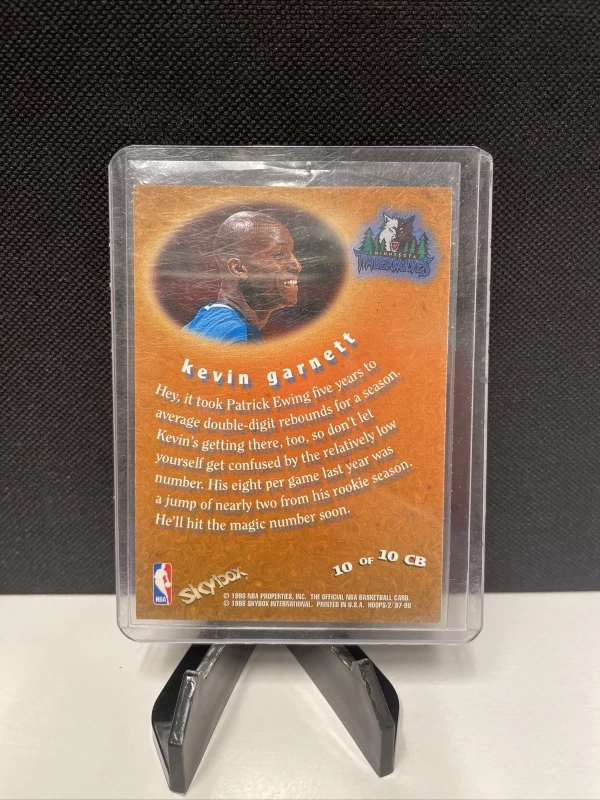 MINNESOTA
TIMBERWOLVES
kevin garnett
Hey, it took Patrick Ewing five years to
average double-digit rebounds for a season.
Kevin's getting there, too, so don't let
yourself get confused by the relatively low
number. His eight per game last year was
a jump of nearly two from his rookie season.
He'll hit the magic number soon.
10 OF 10 CB
NBA
SkyBox
© 1998 NBA PROPERTIES, INC. THE OFFICIAL NBA BASKETBALL CARD.
© 1998 SKYBOX INTERNATIONAL. PRINTED IN U.S.A. HOOPS/2 '97-98